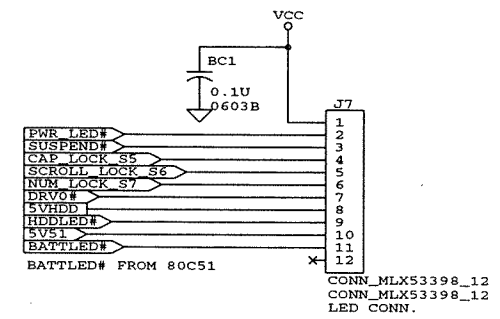 VCC
BC1
0.1U
0603B
J7
1
PWR_LED# 2
SUSPEND# 3
CAP_LOCK_S5 4
SCROLL_LOCK_S6 5
NUM_LOCK_S7 6
DRV0# 7
5VHDD 8
HDDLED# 9
5V51 10
BATTLED# 11
12
BATTLED# FROM 80C51
CONN_MLX53398_12
CONN_MLX53398_12
LED CONN.